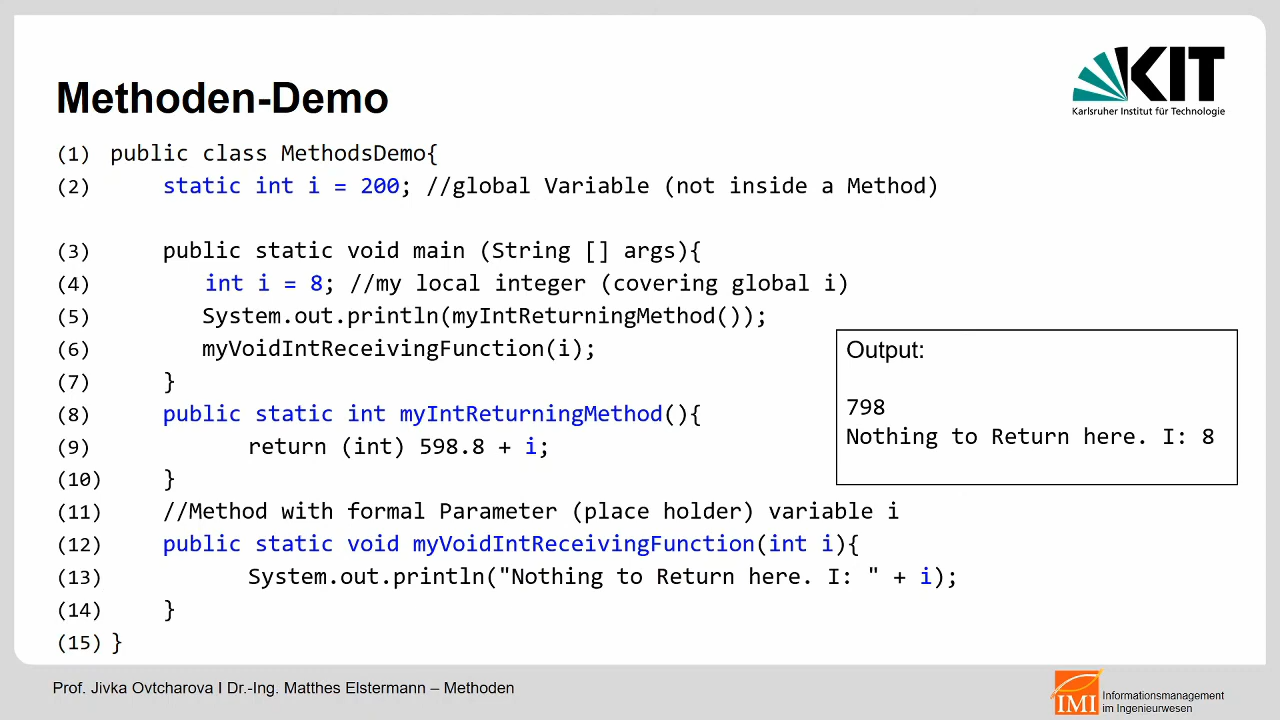 KIT
Karlsruher Institut für Technologie
Methoden-Demo
(1) public class MethodsDemo{
(2) static int i = 200; //global Variable (not inside a Method)
(3) public static void main (String [] args){
(4) int i = 8; //my local integer (covering global i)
(5) System.out.println(myIntReturningMethod());
(6) myVoidIntReceivingFunction(i);
(7) }
(8) public static int myIntReturningMethod(){
(9) return (int) 598.8 + i;
(10) }
(11) //Method with formal Parameter (place holder) variable i
(12) public static void myVoidIntReceivingFunction(int i){
(13) System.out.println("Nothing to Return here. I: " + i);
(14) }
(15) }
Output:
798
Nothing to Return here. I: 8
Prof. Jivka Ovtcharova I Dr.-Ing. Matthes Elstermann – Methoden
IMI
Informationsmanagement
im Ingenieurwesen